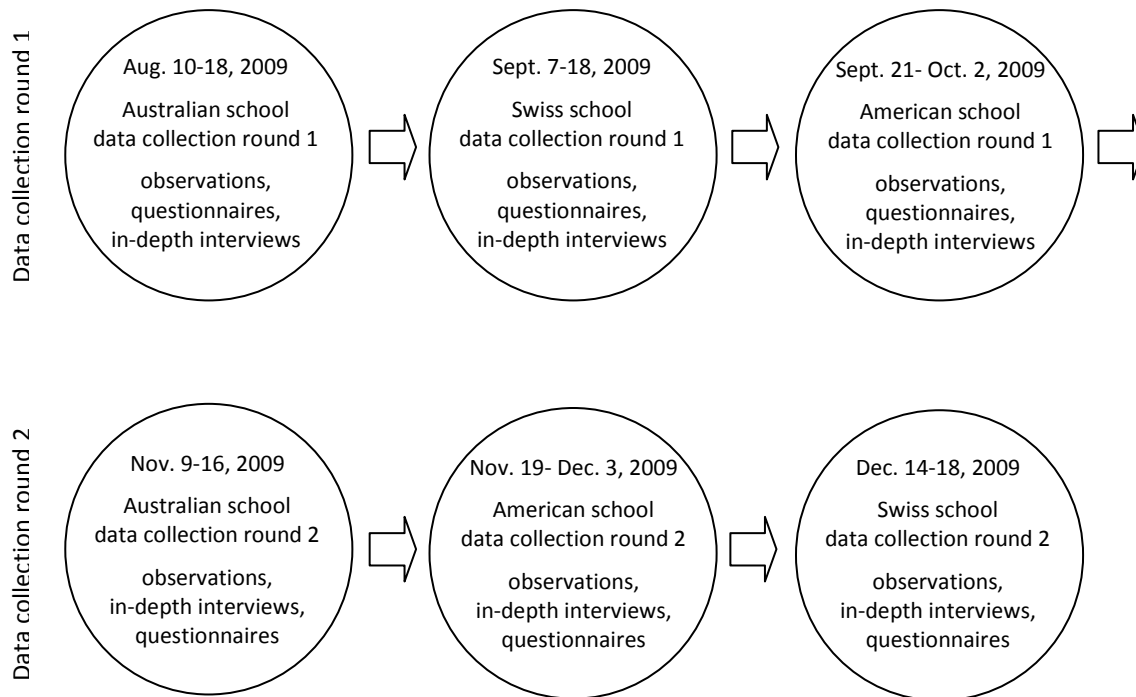 Data collection round 1
Aug. 10-18, 2009
Australian school
data collection round 1
observations,
questionnaires,
in-depth interviews
Sept. 7-18, 2009
Swiss school
data collection round 1
observations,
questionnaires,
in-depth interviews
Sept. 21- Oct. 2, 2009
American school
data collection round 1
observations,
questionnaires,
in-depth interviews
Data collection round 2
Nov. 9-16, 2009
Australian school
data collection round 2
observations,
in-depth interviews,
questionnaires
Nov. 19- Dec. 3, 2009
American school
data collection round 2
observations,
in-depth interviews,
questionnaires
Dec. 14-18, 2009
Swiss school
data collection round 2
observations,
in-depth interviews,
questionnaires